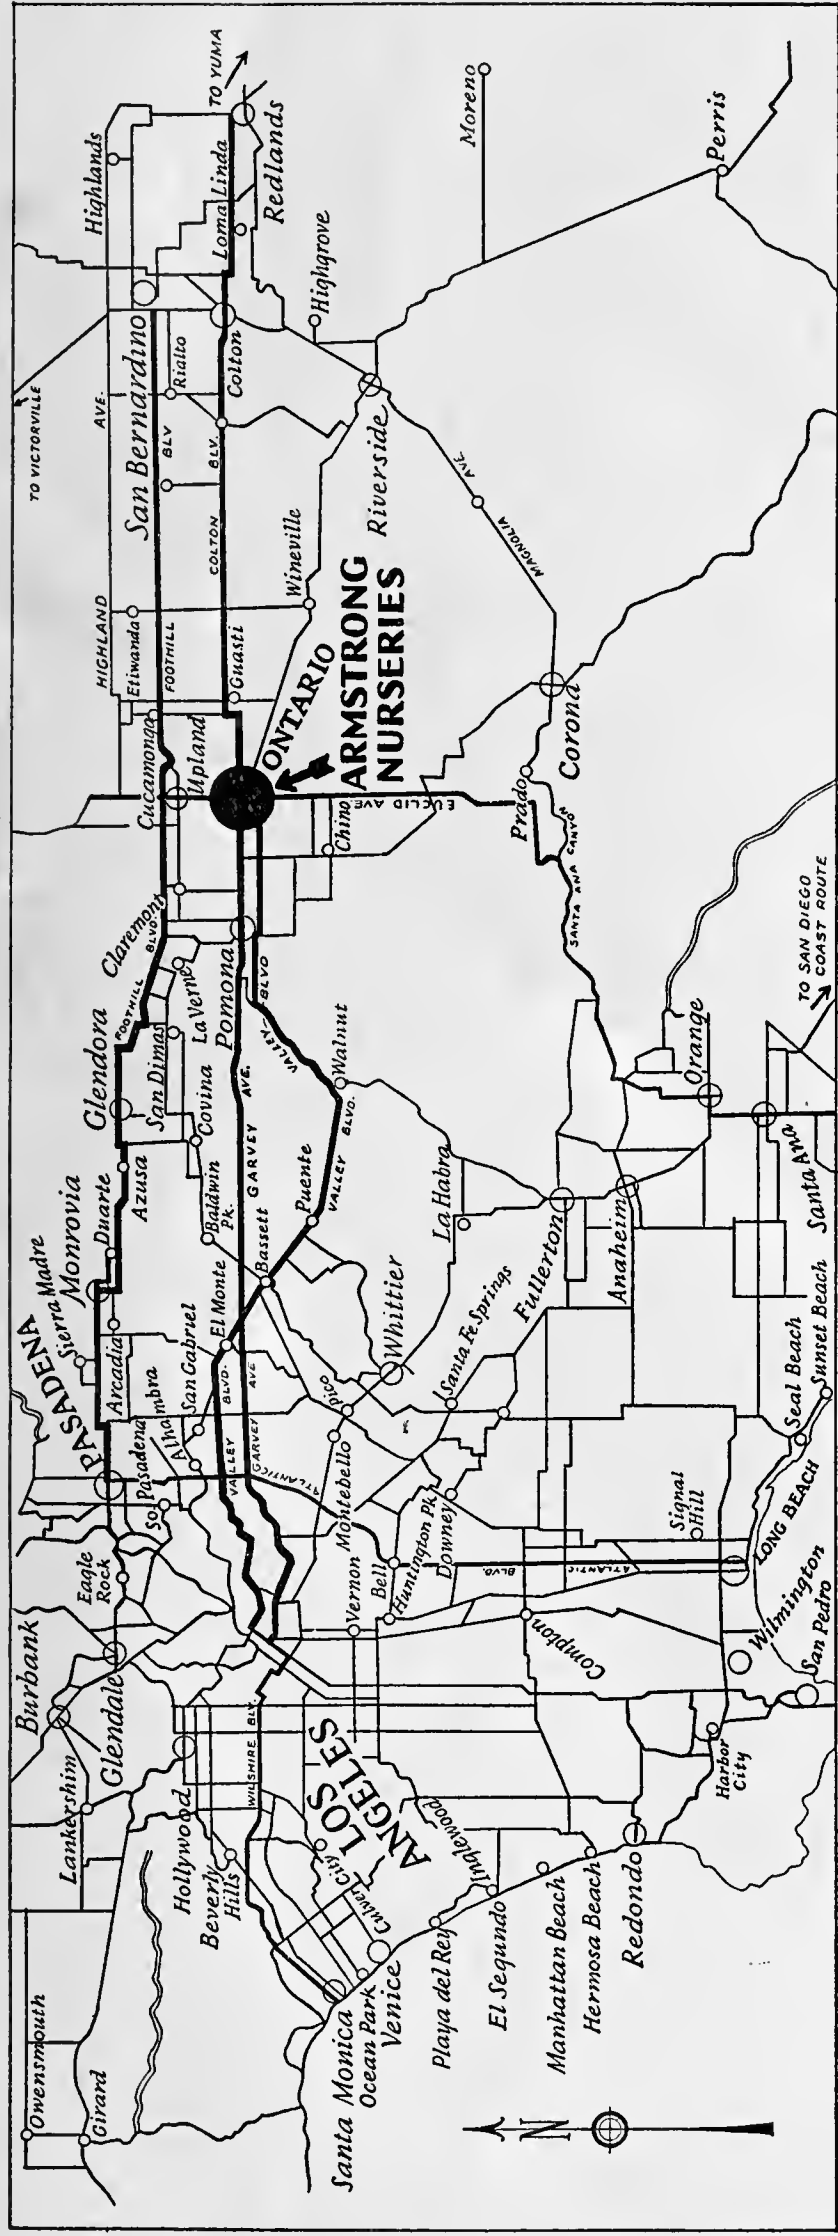 Owensmouth
Girard
Lankershim
Burbank
Glendale
Eagle
Rock
Hollywood
Beverly
Hills
WILSHIRE BLV.
LOS
ANGELES
Culver City
Santa Monica
Ocean Park
Venice
Playa del Rey
Inglewood
El Segundo
Manhattan Beach
Hermosa Beach
Redondo
Harbor
City
San Pedro
Wilmington
LONG BEACH
Signal
Hill
Compton
Vernon
Huntington Pk.
Bell
Downey
ATLANTIC
BLVD.
ATLANTIC
Montebello
Pico
Whittier
Santa Fe Springs
La Habra
Fullerton
Anaheim
Seal Beach
Sunset Beach
Santa Ana
Orange
TO SAN DIEGO
COAST ROUTE
PASADENA
So. Pasadena
Alhambra
San Gabriel
Sierra Madre
Arcadia
Monrovia
Duarte
Azusa
Glendora
El Monte
VALLEY
BLVD.
GARVEY
AVE
ATLANTIC
Bassett
Baldwin
Pk.
Covina
San Dimas
La Verne
Claremont
FOOTHILL
BLVD.
GARVEY
AVE.
Puente
VALLEY
BLVD.
Walnut
VALLEY
BLVD
Pomona
Chino
EUCLID AVE.
Prado
SANTA ANA CANYON
Corona
Cucamonga
Upland
ONTARIO
ARMSTRONG
NURSERIES
Guasti
Etiwanda
HIGHLAND
AVE.
FOOTHILL
BLV
COLTON
BLV.
Wineville
San Bernardino
Rialto
Colton
Riverside
MAGNOLIA
AVE.
Highgrove
TO VICTORVILLE
Highlands
Loma Linda
Redlands
TO YUMA
Moreno
Perris
N